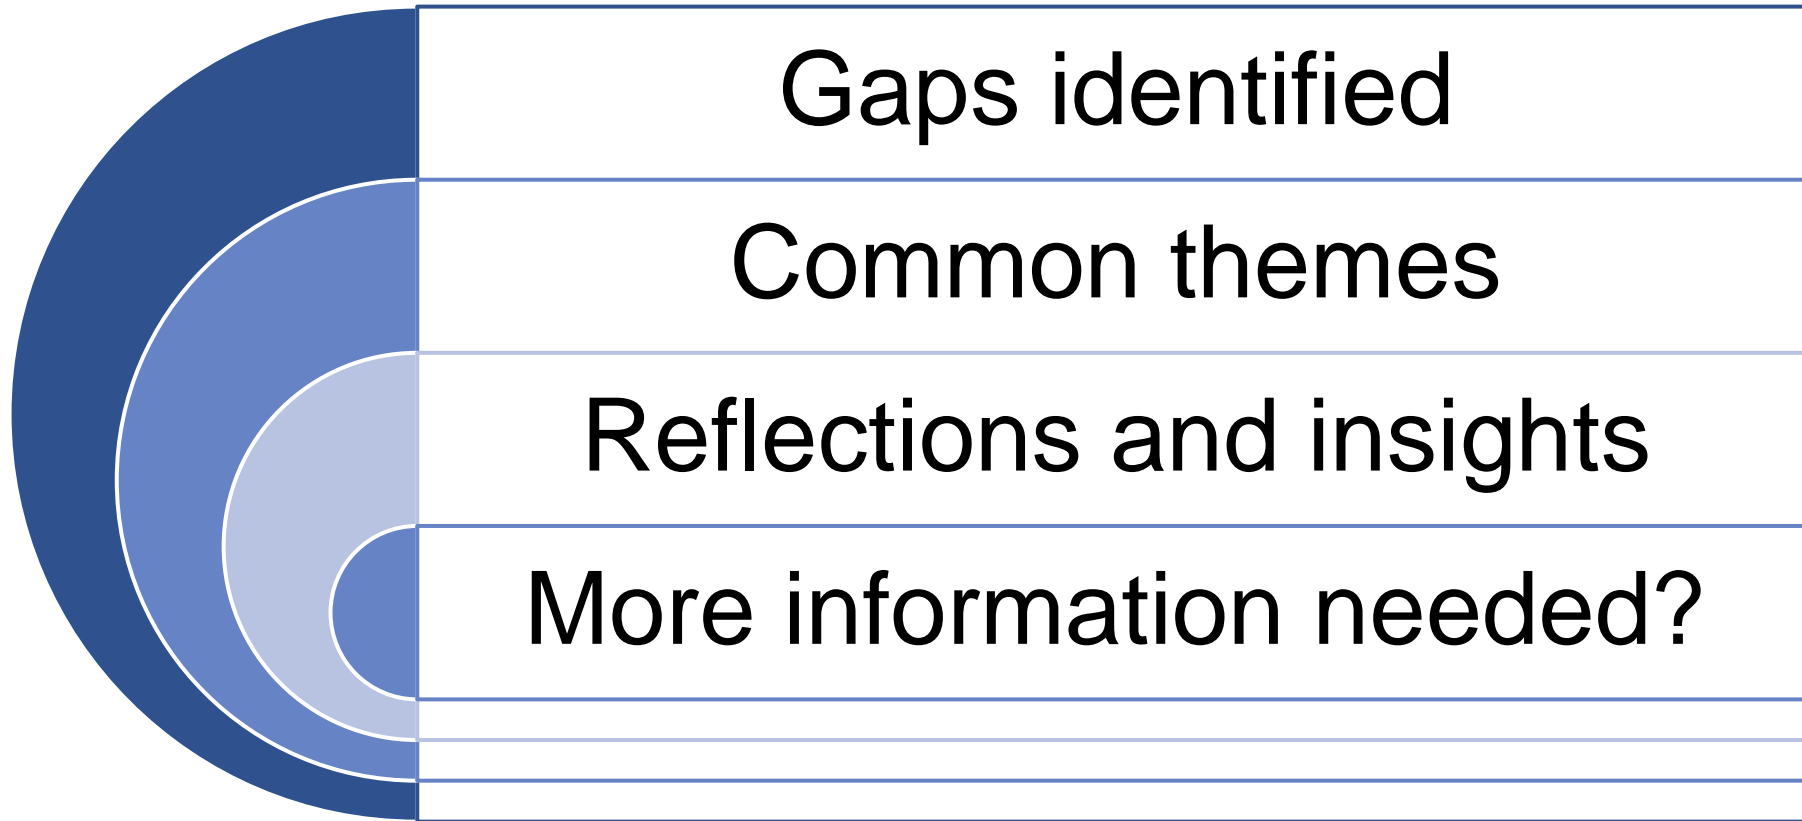 Gaps identified
Common themes
Reflections and insights
More information needed?